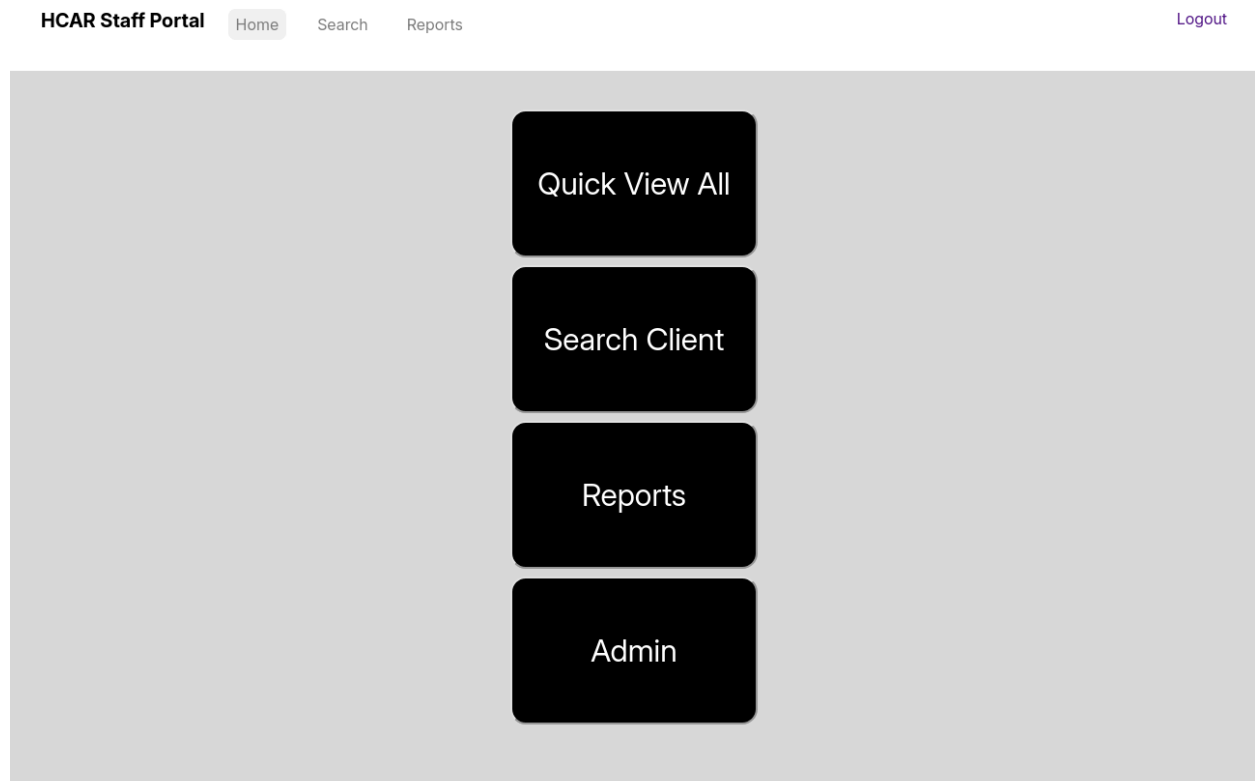 HCAR Staff Portal Home Search Reports Logout
Quick View All
Search Client
Reports
Admin